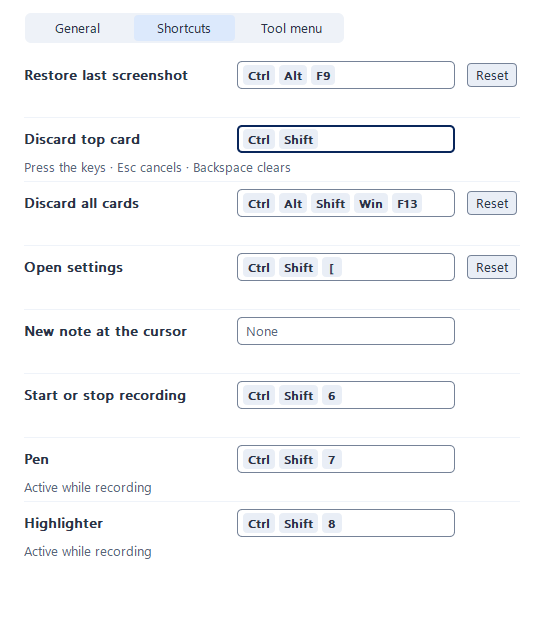 General Shortcuts Tool menu
Restore last screenshot Ctrl Alt F9 Reset
Discard top card Ctrl Shift
Press the keys · Esc cancels · Backspace clears
Discard all cards Ctrl Alt Shift Win F13 Reset
Open settings Ctrl Shift [ Reset
New note at the cursor None
Start or stop recording Ctrl Shift 6
Pen Ctrl Shift 7
Active while recording
Highlighter Ctrl Shift 8
Active while recording